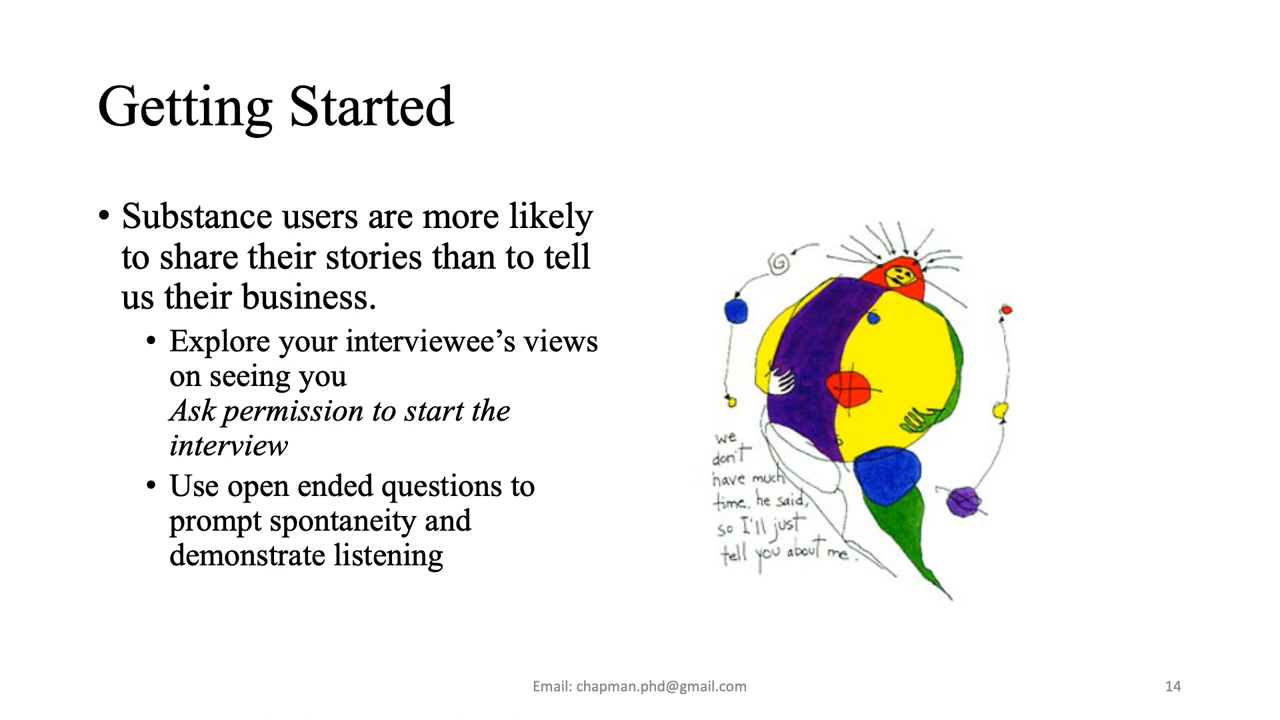 Getting Started
• Substance users are more likely
to share their stories than to tell
us their business.
• Explore your interviewee’s views
on seeing you
Ask permission to start the
interview
• Use open ended questions to
prompt spontaneity and
demonstrate listening
we
don't
have much
time, he said,
so I'll just
tell you about me.
Email: chapman.phd@gmail.com
14